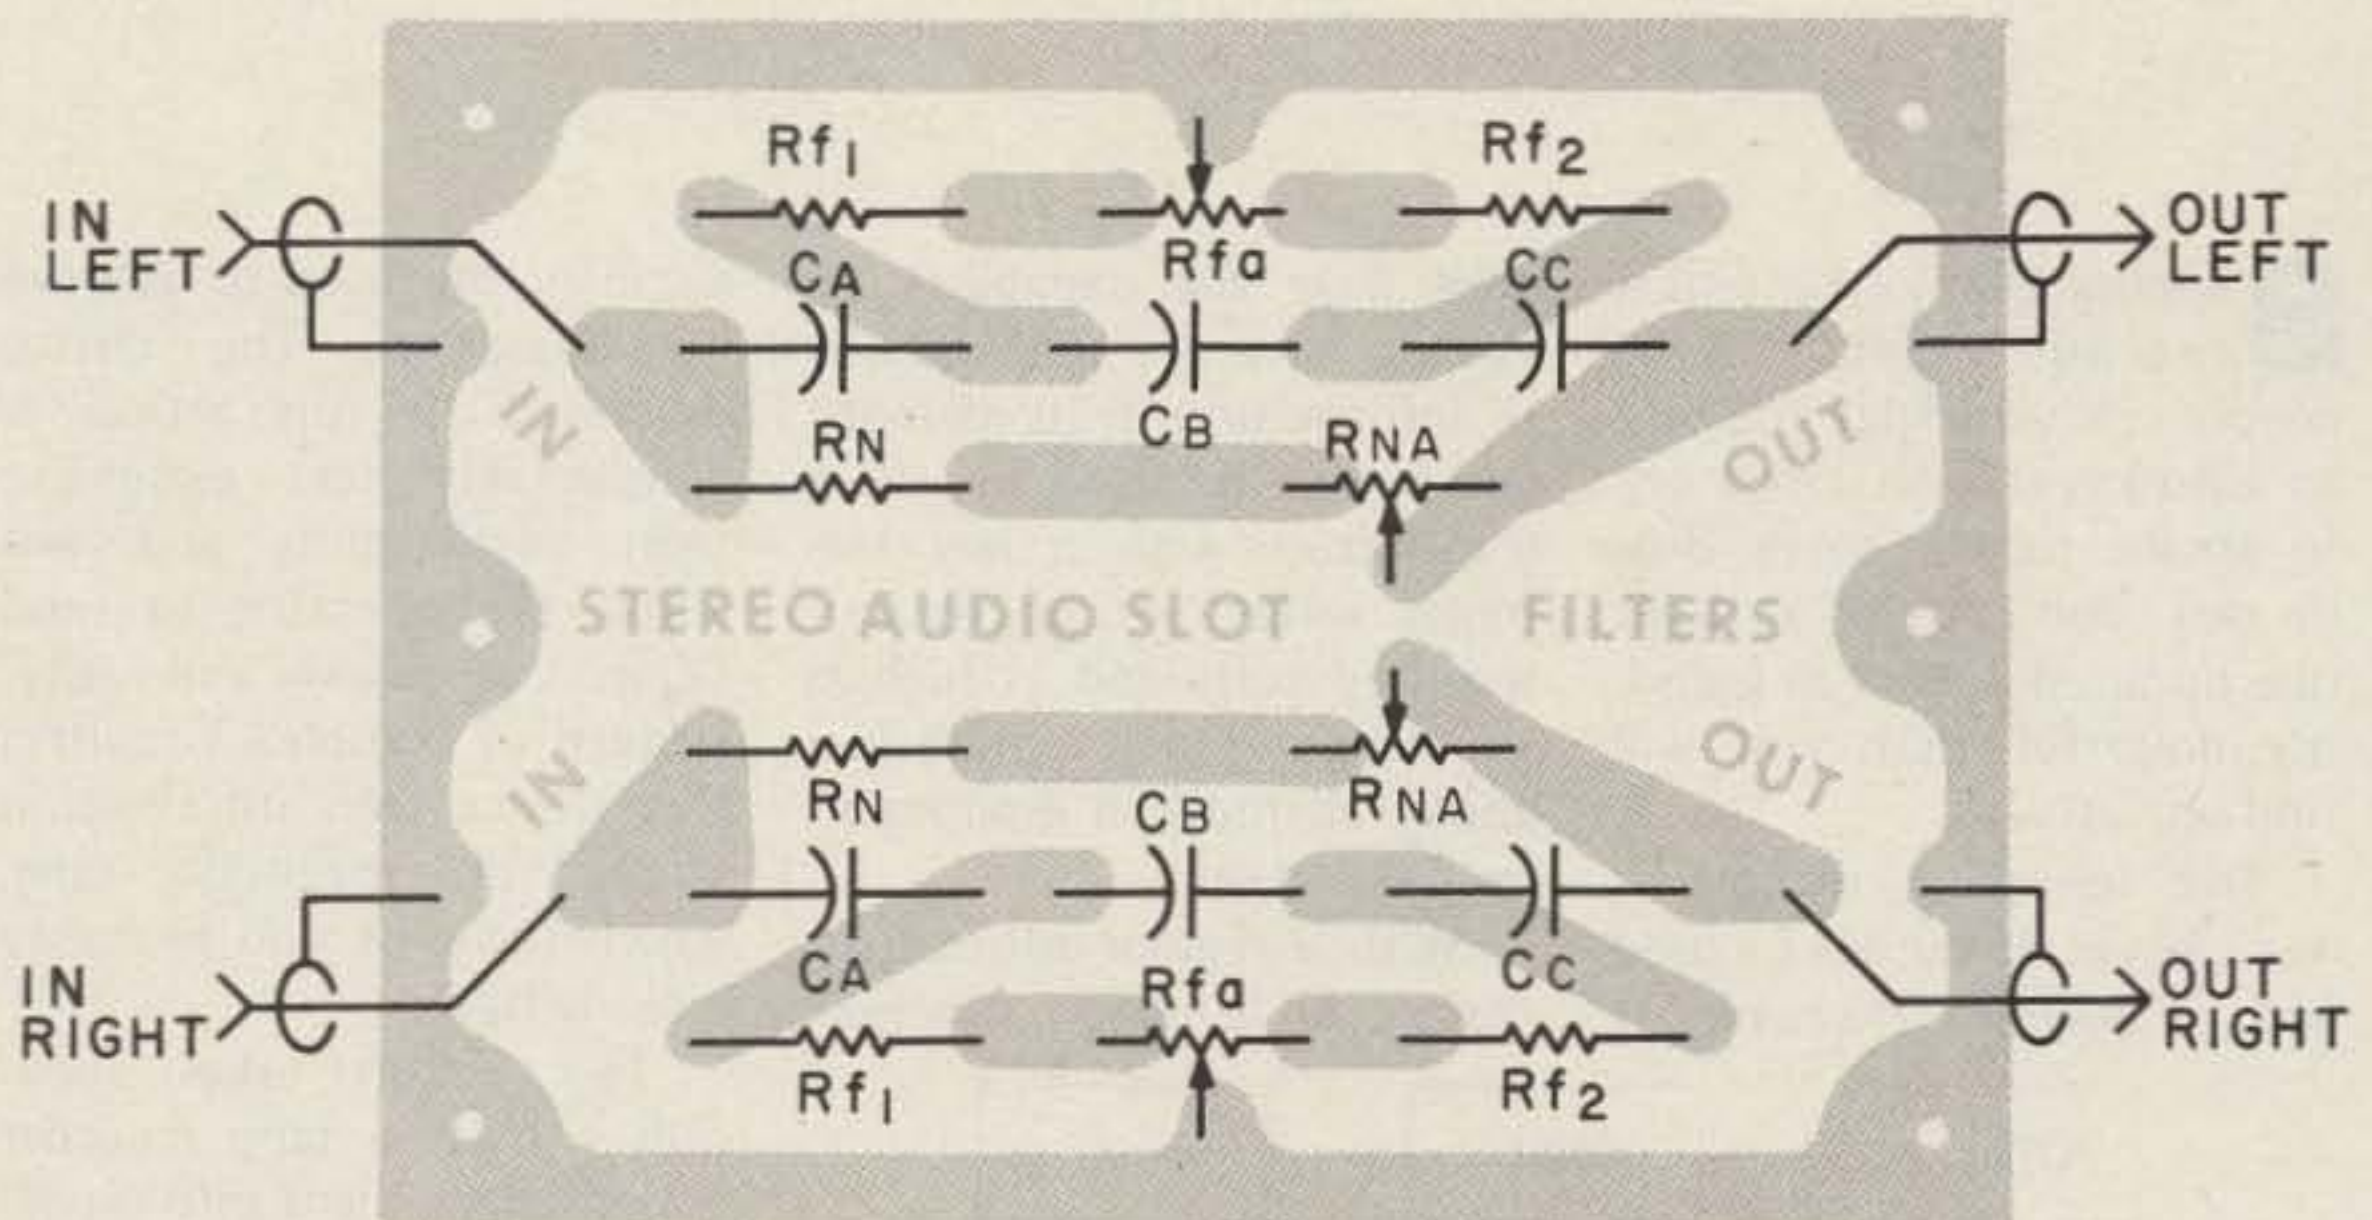 Rf1
Rf2
IN
LEFT
OUT
LEFT
Rfa
CA
CC
IN
CB
RN
RNA
OUT
STEREO AUDIO SLOT FILTERS
IN
OUT
RN
CB
RNA
CA
Rfa
CC
IN
RIGHT
OUT
RIGHT
Rf1
Rf2